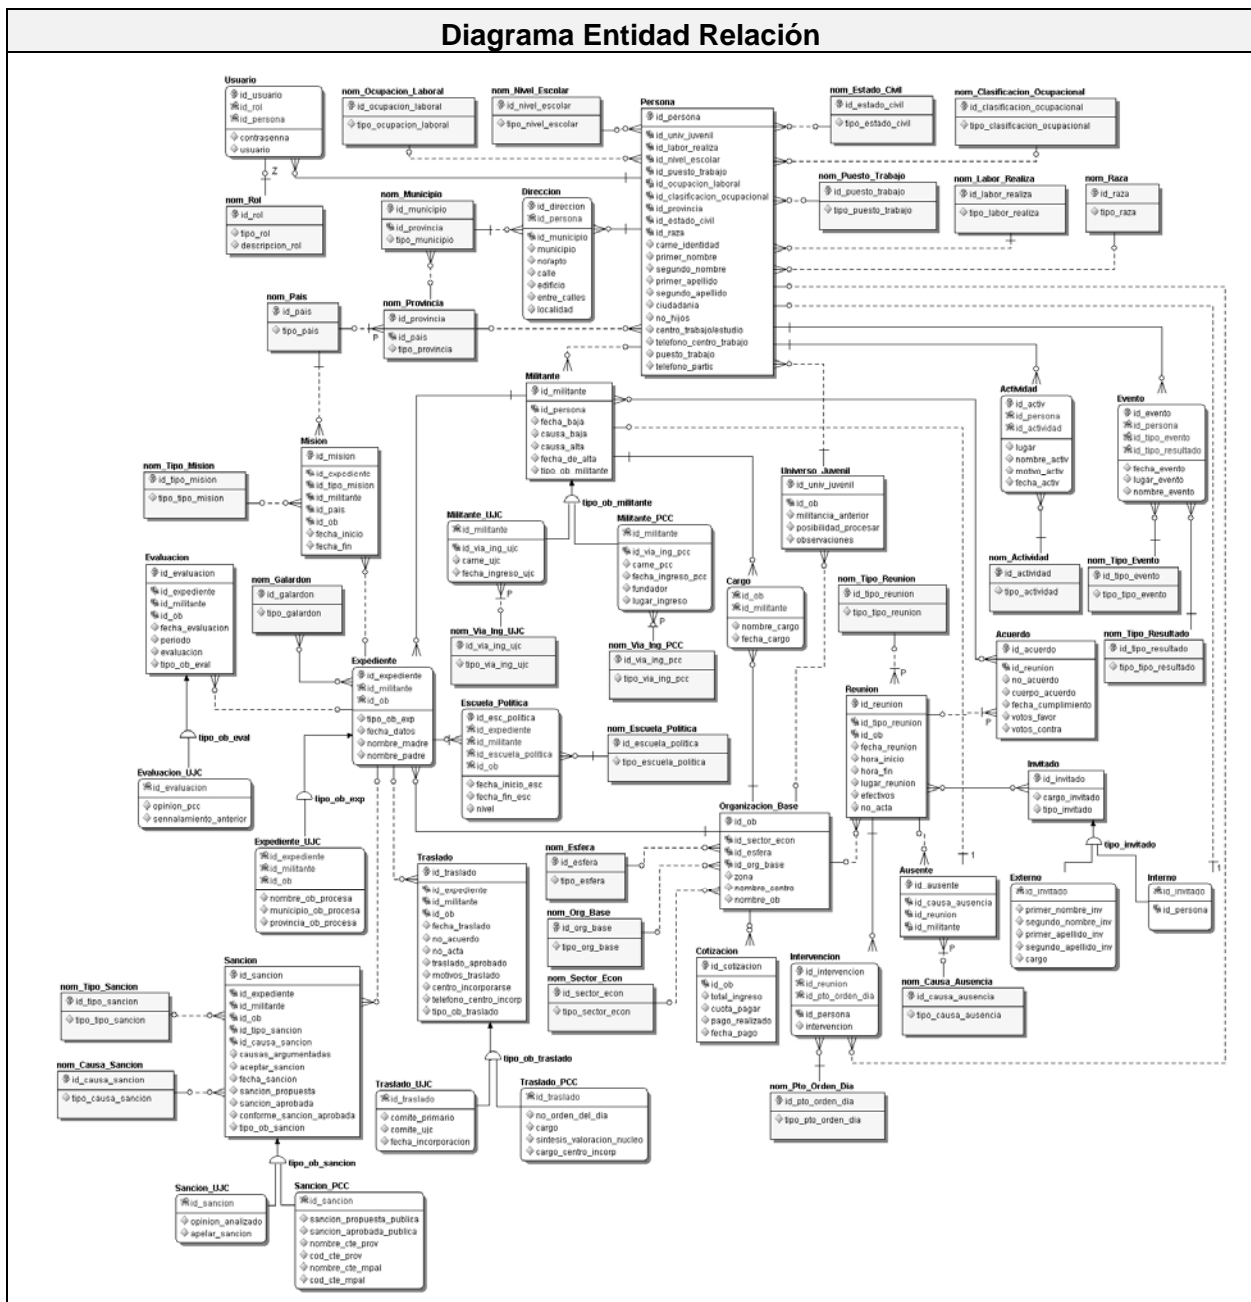 Diagrama Entidad Relación
Usuario
id_usuario
id_rol
id_persona
contrasenna
usuario
Z
nom_Ocupacion_Laboral
id_ocupacion_laboral
tipo_ocupacion_laboral
nom_Nivel_Escolar
id_nivel_escolar
tipo_nivel_escolar
Persona
id_persona
id_univ_juvenil
id_labor_realiza
id_nivel_escolar
id_puesto_trabajo
id_ocupacion_laboral
id_clasificacion_ocupacional
id_provincia
id_estado_civil
id_raza
carne_identidad
primer_nombre
segundo_nombre
primer_apellido
segundo_apellido
ciudadania
no_hijos
centro_trabajo/estudio
telefono_centro_trabajo
puesto_trabajo
telefono_partic
nom_Estado_Civil
id_estado_civil
tipo_estado_civil
nom_Clasificacion_Ocupacional
id_clasificacion_ocupacional
tipo_clasificacion_ocupacional
nom_Puesto_Trabajo
id_puesto_trabajo
tipo_puesto_trabajo
nom_Labor_Realiza
id_labor_realiza
tipo_labor_realiza
nom_Raza
id_raza
tipo_raza
nom_Rol
id_rol
tipo_rol
descripcion_rol
nom_Municipio
id_municipio
id_provincia
tipo_municipio
Direccion
id_direccion
id_persona
id_municipio
municipio
no/apto
calle
edificio
entre_calles
localidad
nom_Pais
id_pais
tipo_pais
P
nom_Provincia
id_provincia
id_pais
tipo_provincia
Militante
id_militante
id_persona
fecha_baja
causa_baja
causa_alta
fecha_de_alta
tipo_ob_militante
tipo_ob_militante
Actividad
id_activ
id_persona
id_actividad
lugar
nombre_activ
motivo_activ
fecha_activ
Evento
id_evento
id_persona
id_tipo_evento
id_tipo_resultado
fecha_evento
lugar_evento
nombre_evento
Mision
id_mision
id_expediente
id_tipo_mision
id_militante
id_pais
id_ob
fecha_inicio
fecha_fin
nom_Tipo_Mision
id_tipo_mision
tipo_tipo_mision
Universo_Juvenil
id_univ_juvenil
id_ob
militancia_anterior
posibilidad_procesar
observaciones
Militante_UJC
id_militante
id_via_ing_ujc
carne_ujc
fecha_ingreso_ujc
P
Militante_PCC
id_militante
id_via_ing_pcc
carne_pcc
fecha_ingreso_pcc
fundador
lugar_ingreso
P
Evaluacion
id_evaluacion
id_expediente
id_militante
id_ob
fecha_evaluacion
periodo
evaluacion
tipo_ob_eval
tipo_ob_eval
nom_Galardon
id_galardon
tipo_galardon
Cargo
id_ob
id_militante
nombre_cargo
fecha_cargo
nom_Tipo_Reunion
id_tipo_reunion
tipo_tipo_reunion
P
nom_Actividad
id_actividad
tipo_actividad
nom_Tipo_Evento
id_tipo_evento
tipo_tipo_evento
nom_Via_Ing_UJC
id_via_ing_ujc
tipo_via_ing_ujc
nom_Via_Ing_PCC
id_via_ing_pcc
tipo_via_ing_pcc
Acuerdo
id_acuerdo
id_reunion
no_acuerdo
cuerpo_acuerdo
fecha_cumplimiento
votos_favor
votos_contra
P
nom_Tipo_Resultado
id_tipo_resultado
tipo_tipo_resultado
Expediente
id_expediente
id_militante
id_ob
tipo_ob_exp
fecha_datos
nombre_madre
nombre_padre
tipo_ob_exp
Escuela_Politica
id_esc_politica
id_expediente
id_militante
id_escuela_politica
id_ob
fecha_inicio_esc
fecha_fin_esc
nivel
nom_Escuela_Politica
id_escuela_politica
tipo_escuela_politica
Reunion
id_reunion
id_tipo_reunion
id_ob
fecha_reunion
hora_inicio
hora_fin
lugar_reunion
efectivos
no_acta
Invitado
id_invitado
cargo_invitado
tipo_invitado
tipo_invitado
Evaluacion_UJC
id_evaluacion
opinion_pcc
sennalamiento_anterior
Expediente_UJC
id_expediente
id_militante
id_ob
nombre_ob_procesa
municipio_ob_procesa
provincia_ob_procesa
Organizacion_Base
id_ob
id_sector_econ
id_esfera
id_org_base
zona
nombre_centro
nombre_ob
nom_Esfera
id_esfera
tipo_esfera
Traslado
id_traslado
id_expediente
id_militante
id_ob
fecha_traslado
no_acuerdo
no_acta
traslado_aprobado
motivos_traslado
centro_incorporarse
telefono_centro_incorp
tipo_ob_traslado
tipo_ob_traslado
nom_Org_Base
id_org_base
tipo_org_base
nom_Sector_Econ
id_sector_econ
tipo_sector_econ
Ausente
id_ausente
id_causa_ausencia
id_reunion
id_militante
P
1
Externo
id_invitado
primer_nombre_inv
segundo_nombre_inv
primer_apellido_inv
segundo_apellido_inv
cargo
Interno
id_invitado
id_persona
1
Cotizacion
id_cotizacion
id_ob
total_ingreso
cuota_pagar
pago_realizado
fecha_pago
Intervencion
id_intervencion
id_reunion
id_pto_orden_dia
id_persona
intervencion
nom_Causa_Ausencia
id_causa_ausencia
tipo_causa_ausencia
Sancion
id_sancion
id_expediente
id_militante
id_ob
id_tipo_sancion
id_causa_sancion
causas_argumentadas
aceptar_sancion
fecha_sancion
sancion_propuesta
sancion_aprobada
conforme_sancion_aprobada
tipo_ob_sancion
tipo_ob_sancion
nom_Tipo_Sancion
id_tipo_sancion
tipo_tipo_sancion
nom_Causa_Sancion
id_causa_sancion
tipo_causa_sancion
Traslado_UJC
id_traslado
comite_primario
comite_ujc
fecha_incorporacion
Traslado_PCC
id_traslado
no_orden_del_dia
cargo
sintesis_valoracion_nucleo
cargo_centro_incorp
nom_Pto_Orden_Dia
id_pto_orden_dia
tipo_pto_orden_dia
Sancion_UJC
id_sancion
opinion_analizado
apelar_sancion
Sancion_PCC
id_sancion
sancion_propuesta_publica
sancion_aprobada_publica
nombre_cte_prov
cod_cte_prov
nombre_cte_mpal
cod_cte_mpal